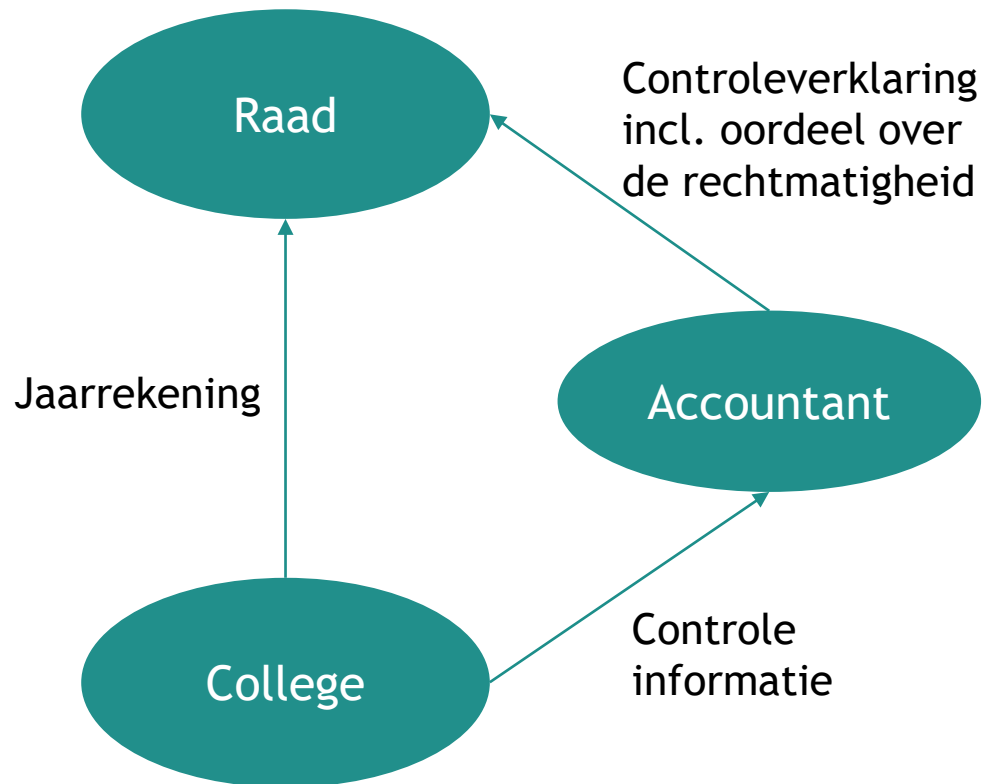 Raad
Controleverklaring
incl. oordeel over
de rechtmatigheid
Jaarrekening
Accountant
College
Controle
informatie